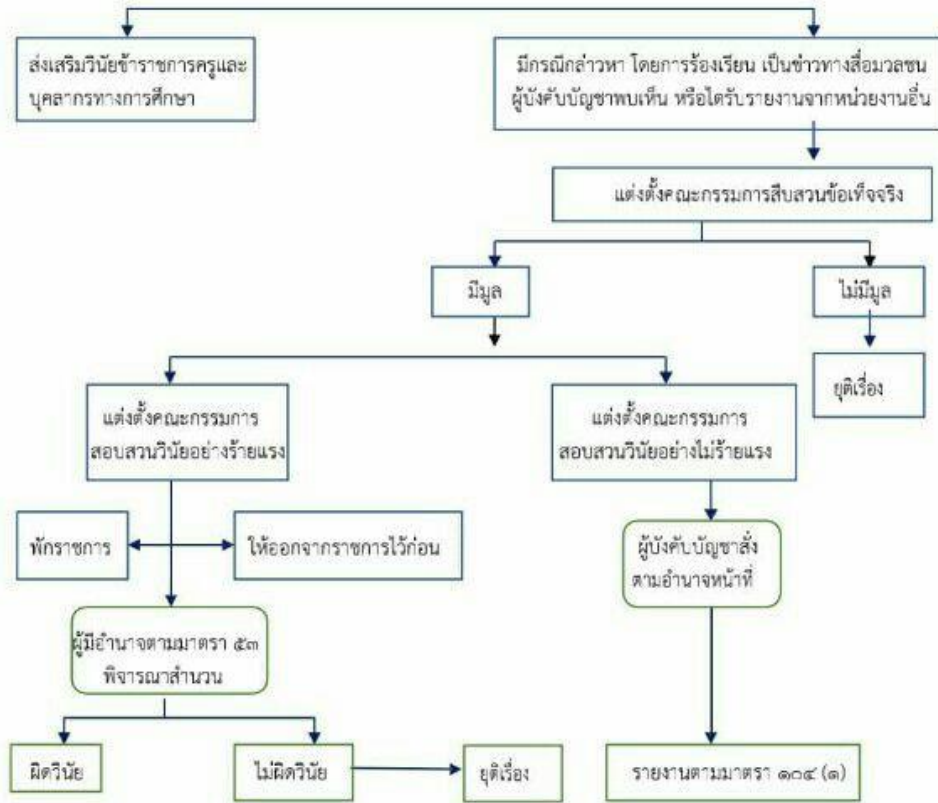 ส่งเสริมวินัยข้าราชการครูและ
บุคลากรทางการศึกษา
มีกรณีกล่าวหา โดยการร้องเรียน เป็นข่าวทางสื่อมวลชน
ผู้บังคับบัญชาพบเห็น หรือได้รับรายงานจากหน่วยงานอื่น
แต่งตั้งคณะกรรมการสืบสวนข้อเท็จจริง
มีมูล
ไม่มีมูล
ยุติเรื่อง
แต่งตั้งคณะกรรมการ
สอบสวนวินัยอย่างร้ายแรง
แต่งตั้งคณะกรรมการ
สอบสวนวินัยอย่างไม่ร้ายแรง
พักราชการ
ให้ออกจากราชการไว้ก่อน
ผู้บังคับบัญชาสั่ง
ตามอำนาจหน้าที่
ผู้มีอำนาจตามมาตรา ๕๓
พิจารณาสำนวน
ผิดวินัย
ไม่ผิดวินัย
ยุติเรื่อง
รายงานตามมาตรา ๑๐๔ (๑)